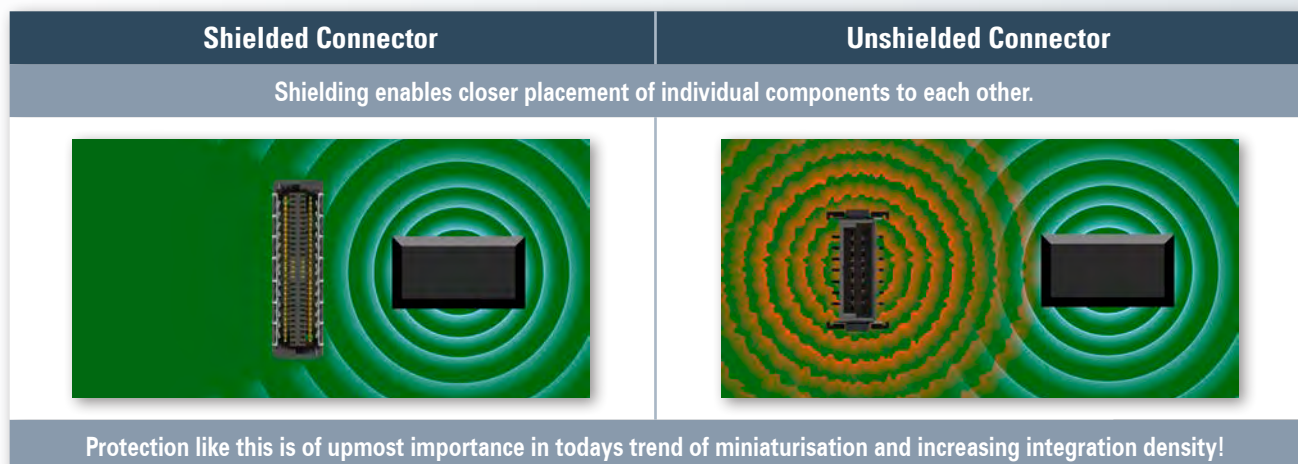 Shielded Connector
Unshielded Connector
Shielding enables closer placement of individual components to each other.
Protection like this is of upmost importance in todays trend of miniaturisation and increasing integration density!